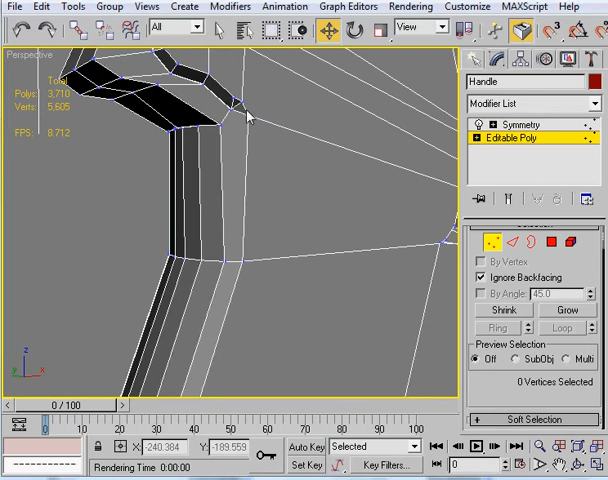 File Edit Tools Group Views Create Modifiers Animation Graph Editors Rendering Customize MAXScript Help
All View
Perspective
Total
Polys: 3,710
Verts: 5,605
FPS: 8.712
Handle
Modifier List
Symmetry
Editable Poly
Selection
By Vertex
Ignore Backfacing
By Angle: 45.0
Shrink Grow
Ring Loop
Preview Selection
Off SubObj Multi
0 Vertices Selected
+ Soft Selection
z
x
y
0 / 100
0 10 20 30 40 50 60 70 80 90 100
X: -240.384 Y: -189.559 Auto Key Selected
Rendering Time 0:00:00 Set Key Key Filters... 0